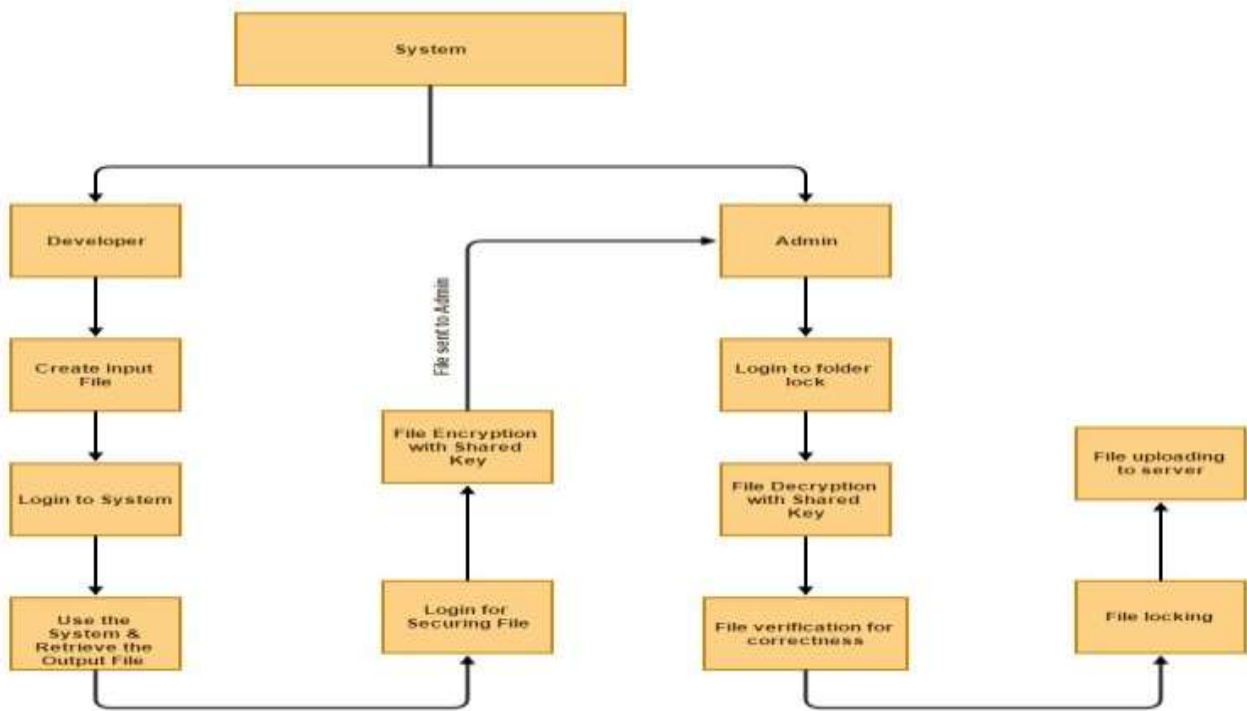 System
Developer
Admin
File sent to Admin
Create Input
File
Login to folder
lock
File Encryption
with Shared
Key
File uploading
to server
Login to System
File Decryption
with Shared
Key
Use the
System &
Retrieve the
Output File
Login for
Securing File
File verification for
correctness
File locking